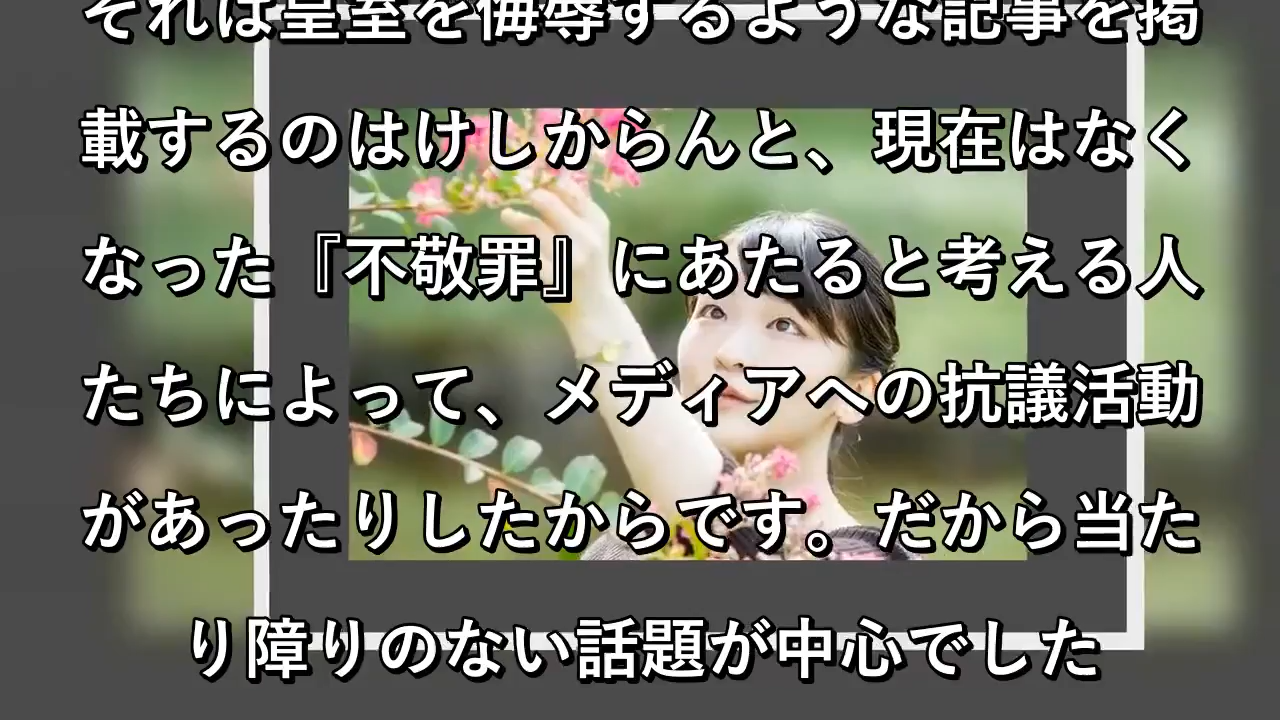 それは皇室を侮辱するような記事を掲
載するのはけしからんと、現在はなく
なった『不敬罪』にあたると考える人
たちによって、メディアへの抗議活動
があったりしたからです。だから当た
り障りのない話題が中心でした